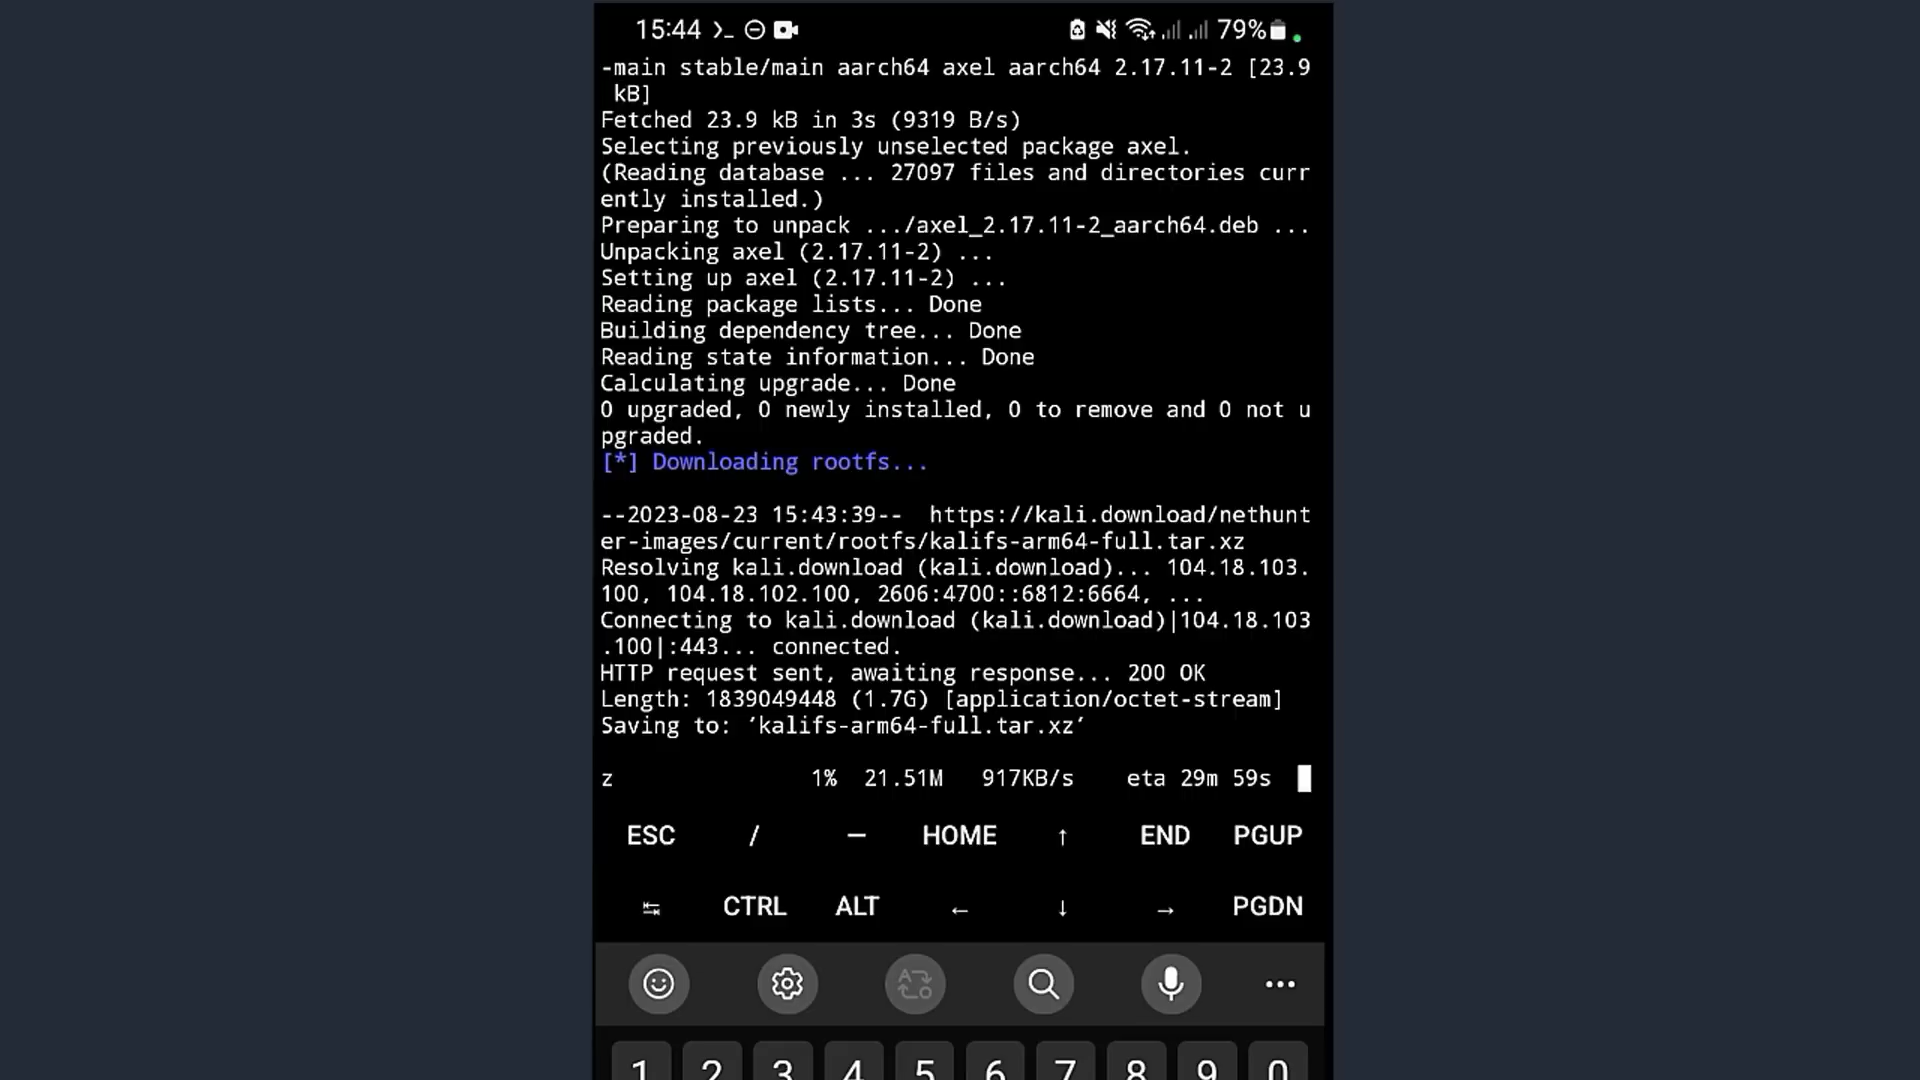 15:44 79%
-main stable/main aarch64 axel aarch64 2.17.11-2 [23.9
kB]
Fetched 23.9 kB in 3s (9319 B/s)
Selecting previously unselected package axel.
(Reading database ... 27097 files and directories curr
ently installed.)
Preparing to unpack .../axel_2.17.11-2_aarch64.deb ...
Unpacking axel (2.17.11-2) ...
Setting up axel (2.17.11-2) ...
Reading package lists... Done
Building dependency tree... Done
Reading state information... Done
Calculating upgrade... Done
0 upgraded, 0 newly installed, 0 to remove and 0 not u
pgraded.
[*] Downloading rootfs...
--2023-08-23 15:43:39--  https://kali.download/nethunt
er-images/current/rootfs/kalifs-arm64-full.tar.xz
Resolving kali.download (kali.download)... 104.18.103.
100, 104.18.102.100, 2606:4700::6812:6664, ...
Connecting to kali.download (kali.download)|104.18.103
.100|:443... connected.
HTTP request sent, awaiting response... 200 OK
Length: 1839049448 (1.7G) [application/octet-stream]
Saving to: ‘kalifs-arm64-full.tar.xz’
z 1% 21.51M 917KB/s eta 29m 59s
ESC / — HOME ↑ END PGUP
↹ CTRL ALT ← ↓ → PGDN
1 2 3 4 5 6 7 8 9 0